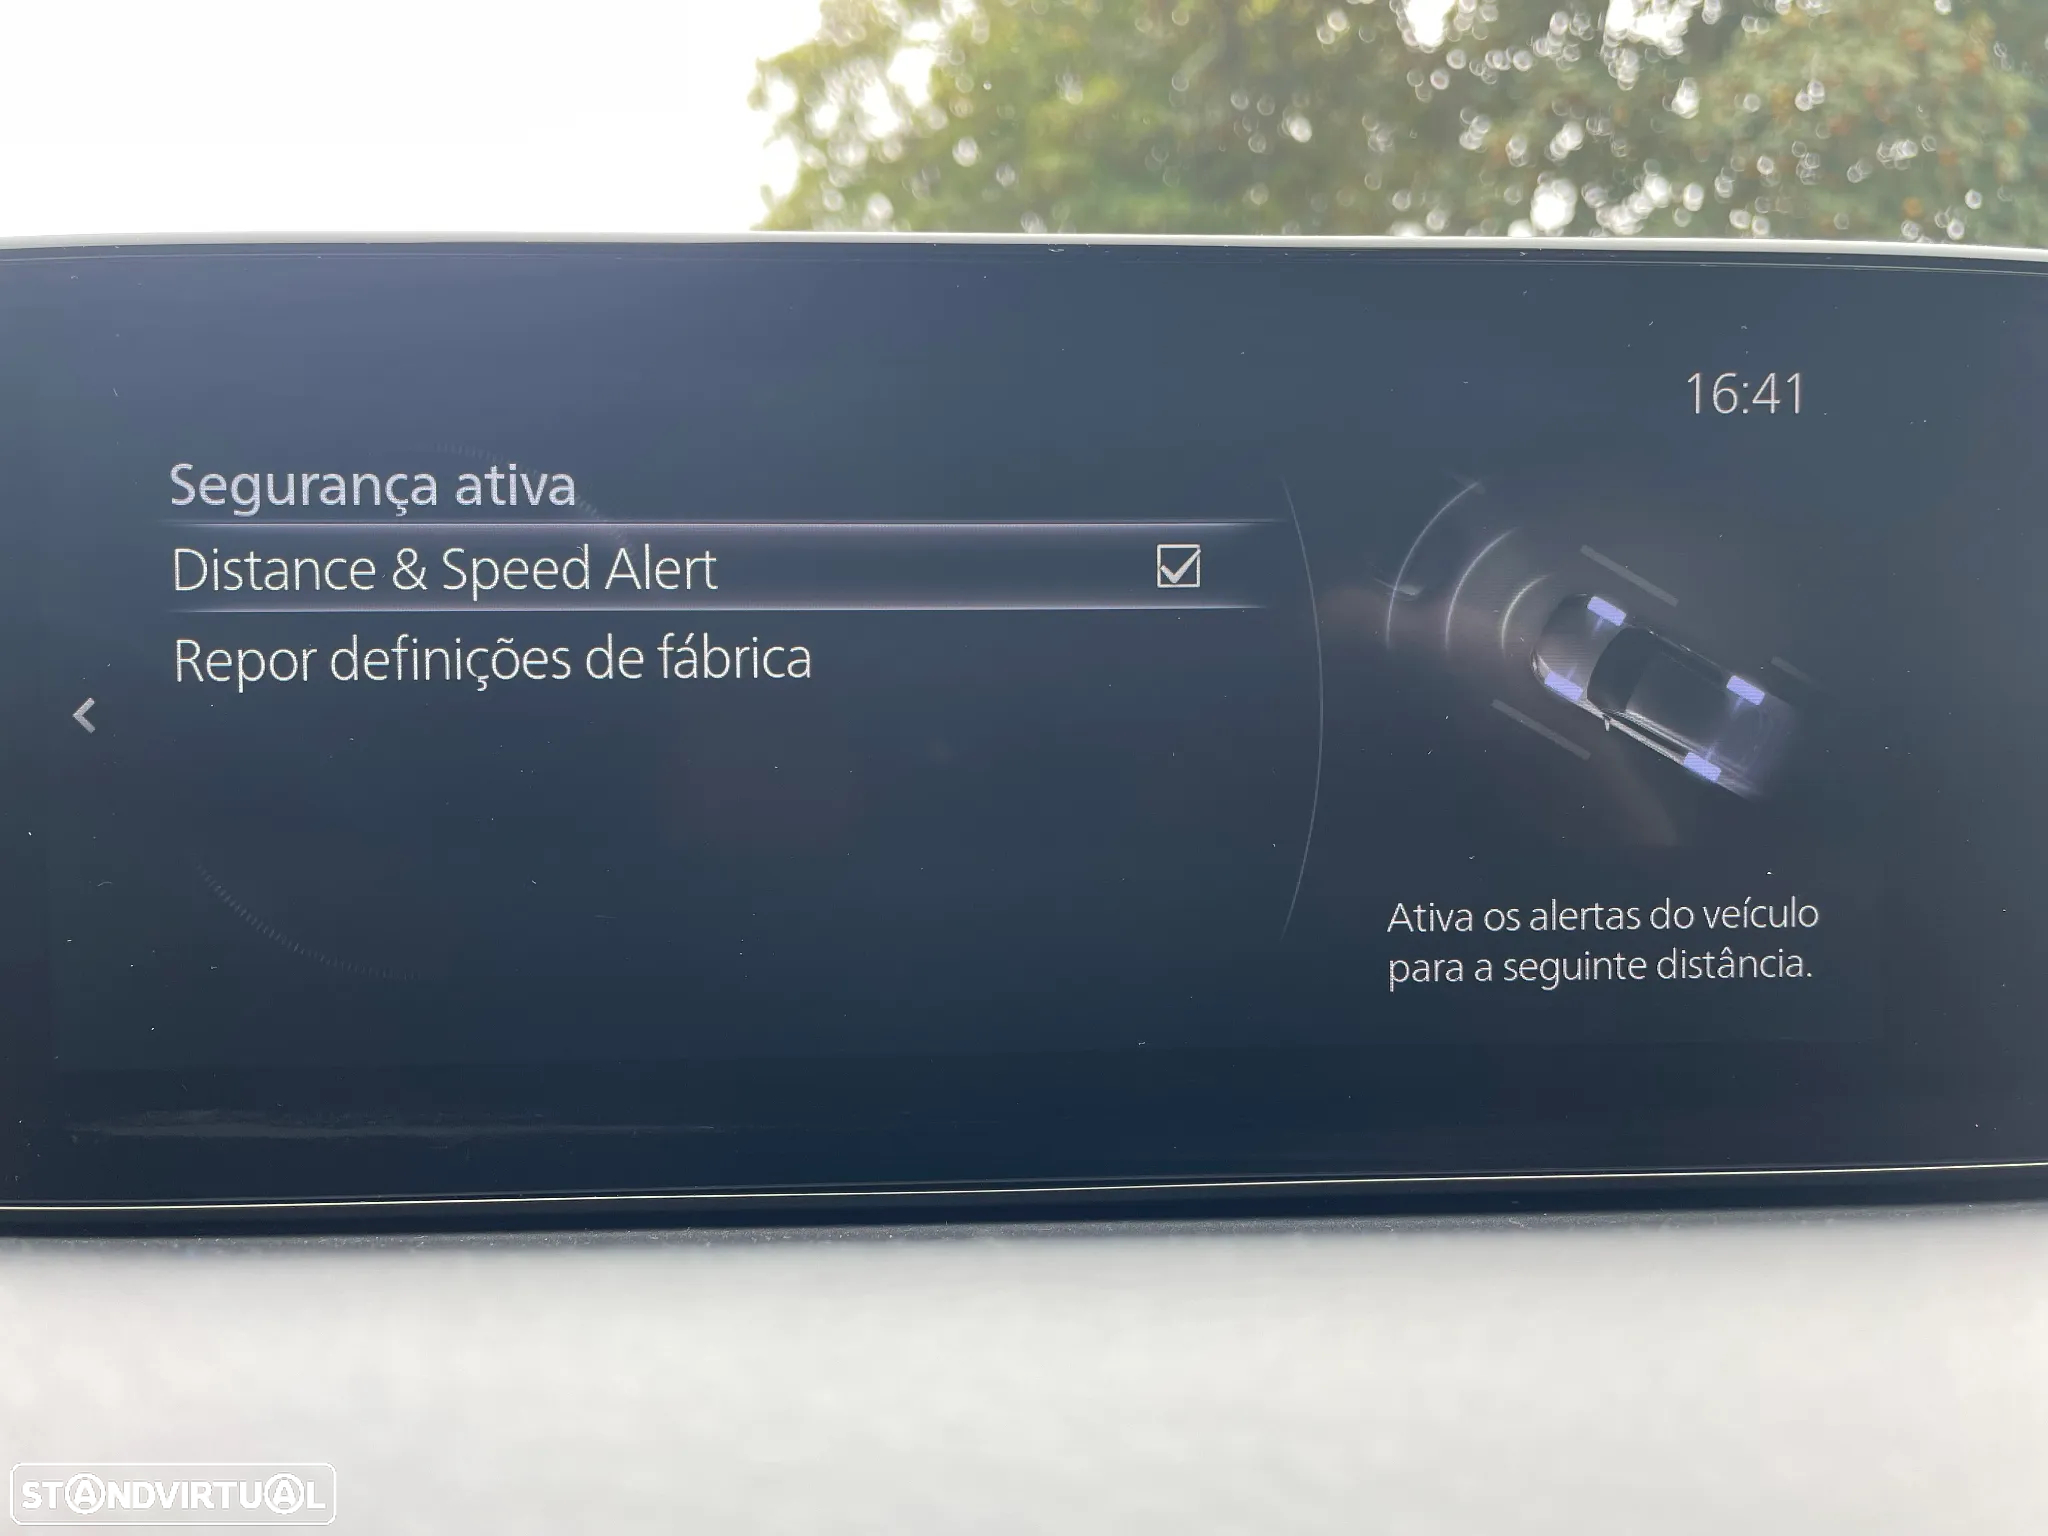 16:41
Segurança ativa
Distance & Speed Alert
Repor definições de fábrica
Ativa os alertas do veículo
para a seguinte distância.
STANDVIRTUAL